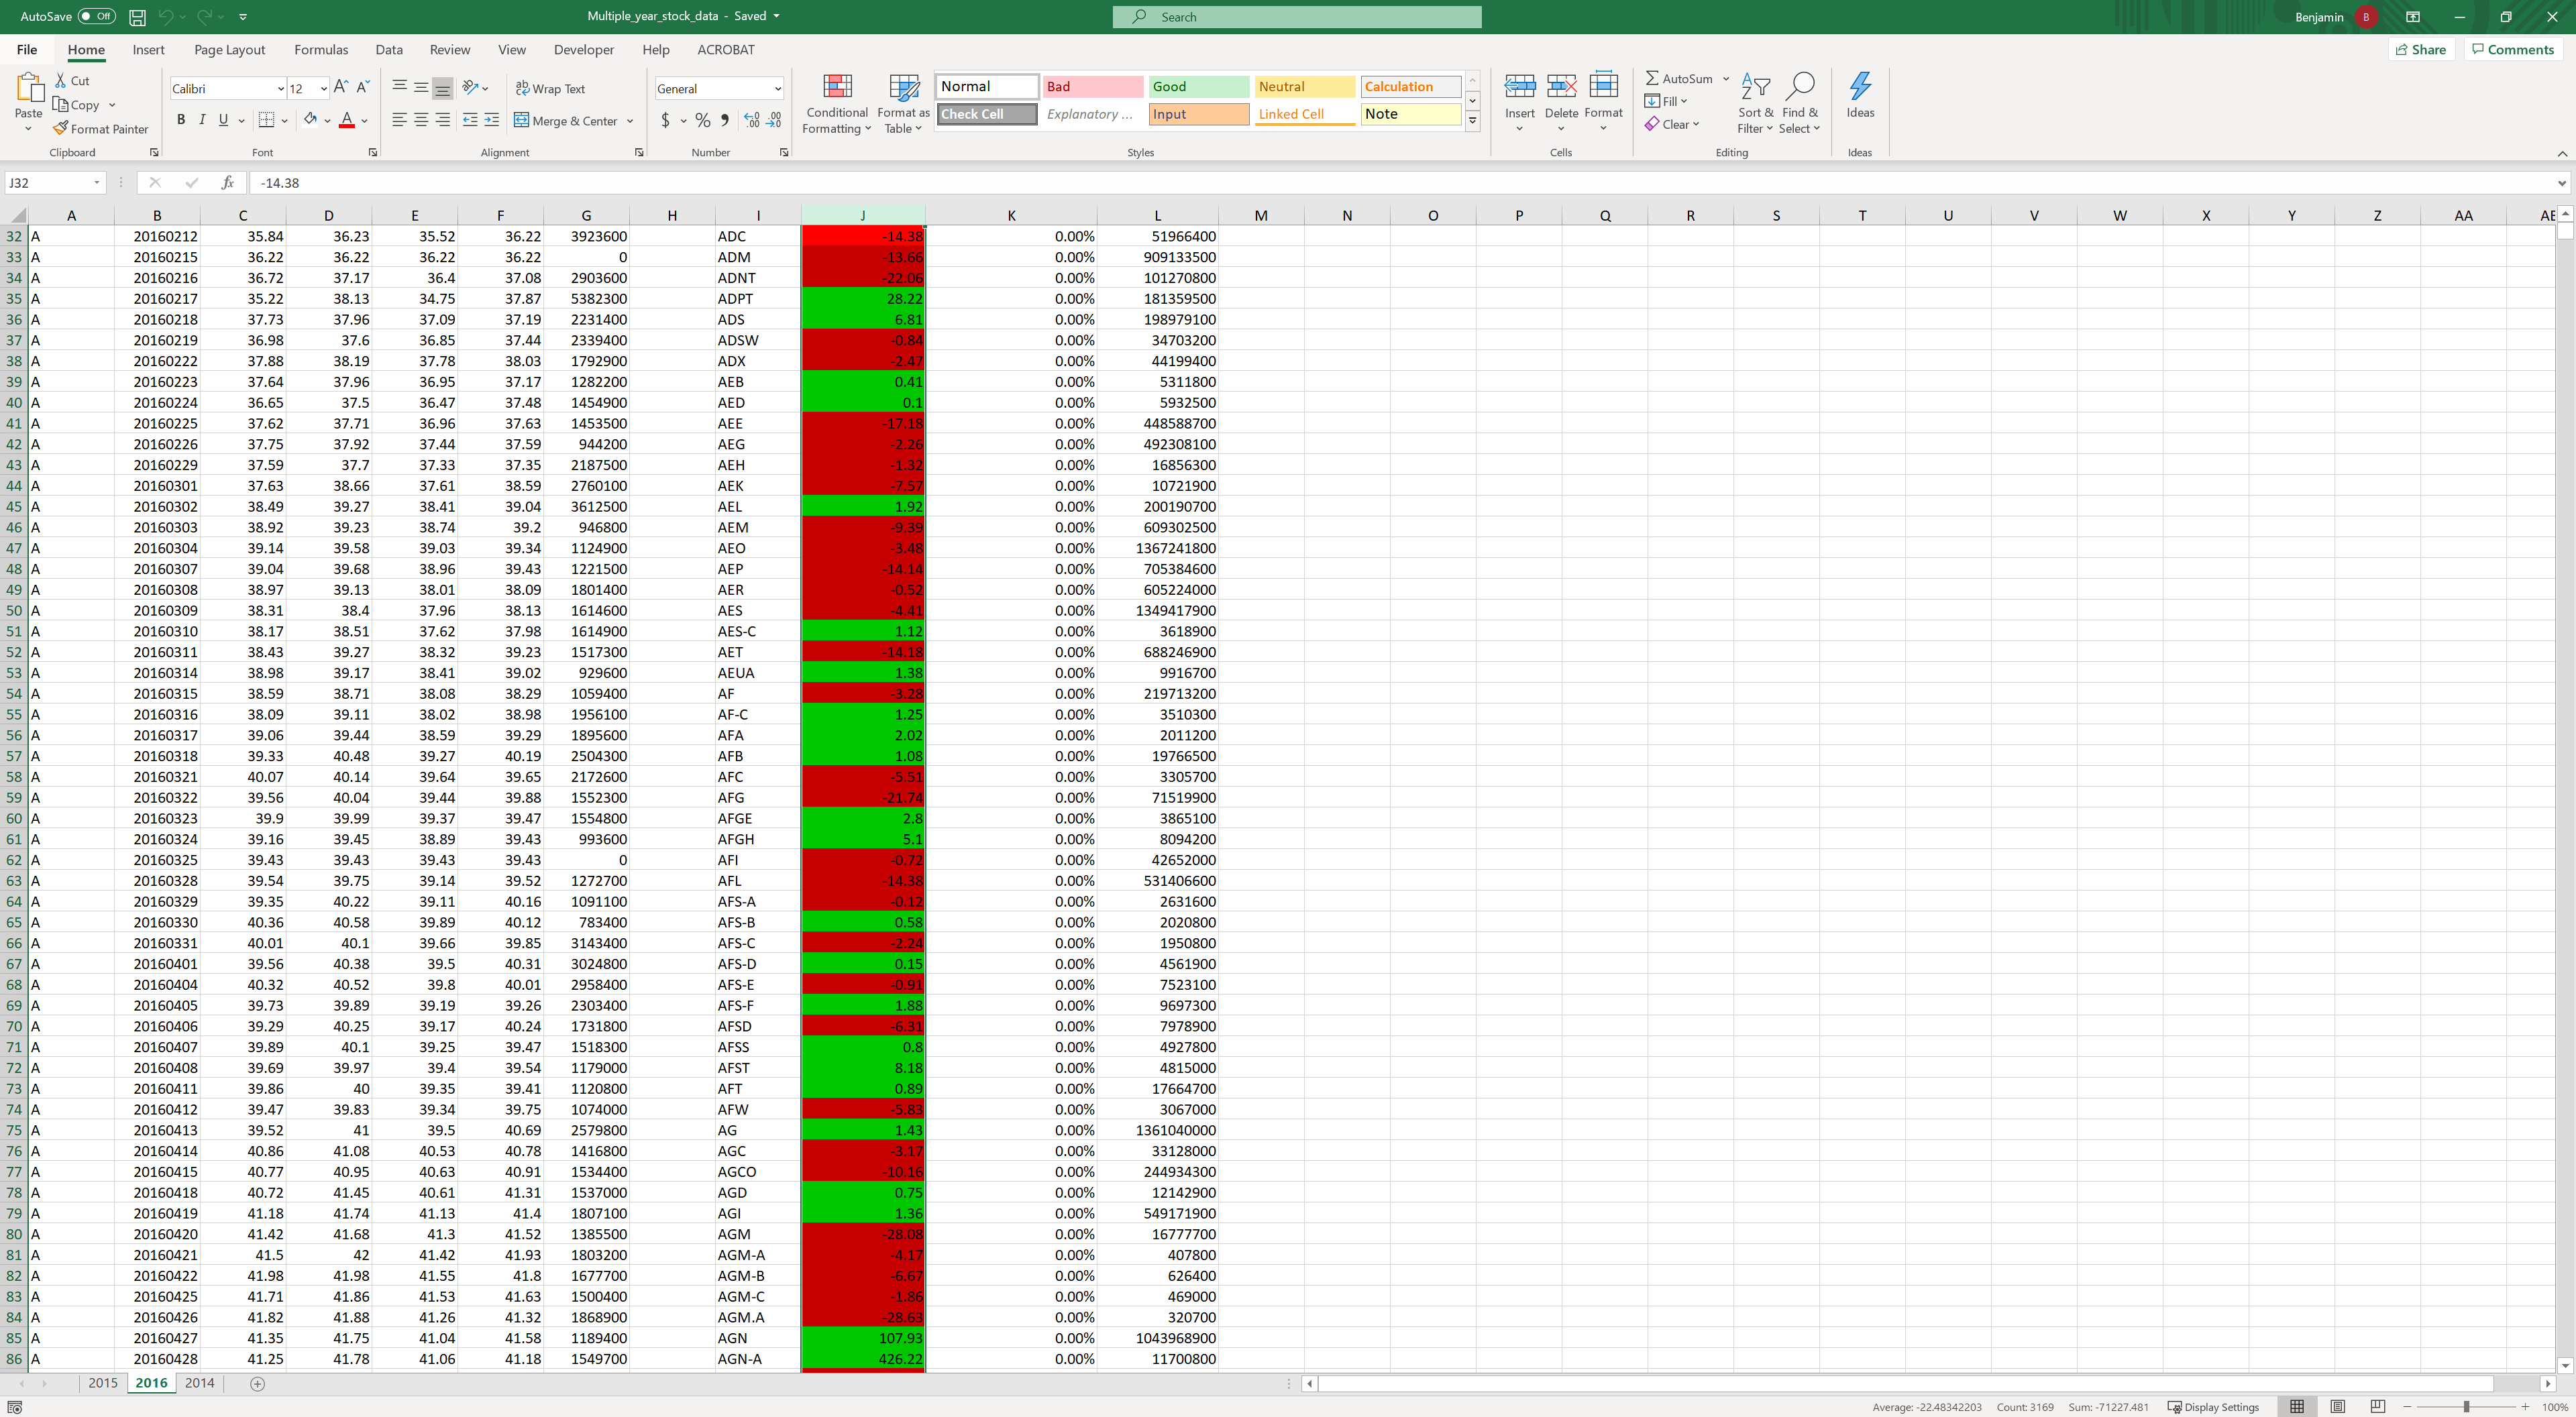 AutoSave Off Multiple_year_stock_data - Saved Search Benjamin B
File Home Insert Page Layout Formulas Data Review View Developer Help ACROBAT Share Comments
Paste Cut Copy Format Painter Clipboard
Calibri 12 B I U A Font
Wrap Text Merge & Center Alignment
General $ % Number
Conditional Formatting Format as Table Normal Bad Good Neutral Calculation
Check Cell Explanatory ... Input Linked Cell Note Styles
Insert Delete Format Cells
AutoSum Fill Clear Sort & Filter Find & Select Editing
Ideas Ideas
J32 fx -14.38
A B C D E F G H I J K L M N O P Q R S T U V W X Y Z AA
32 A 20160212 35.84 36.23 35.52 36.22 3923600 ADC -14.38 0.00% 51966400
33 A 20160215 36.22 36.22 36.22 36.22 0 ADM -13.66 0.00% 909133500
34 A 20160216 36.72 37.17 36.4 37.08 2903600 ADNT -22.06 0.00% 101270800
35 A 20160217 35.22 38.13 34.75 37.87 5382300 ADPT 28.22 0.00% 181359500
36 A 20160218 37.73 37.96 37.09 37.19 2231400 ADS 6.81 0.00% 198979100
37 A 20160219 36.98 37.6 36.85 37.44 2339400 ADSW -0.84 0.00% 34703200
38 A 20160222 37.88 38.19 37.78 38.03 1792900 ADX -2.47 0.00% 44199400
39 A 20160223 37.64 37.96 36.95 37.17 1282200 AEB 0.41 0.00% 5311800
40 A 20160224 36.65 37.5 36.47 37.48 1454900 AED 0.1 0.00% 5932500
41 A 20160225 37.62 37.71 36.96 37.63 1453500 AEE -17.18 0.00% 448588700
42 A 20160226 37.75 37.92 37.44 37.59 944200 AEG -2.26 0.00% 492308100
43 A 20160229 37.59 37.7 37.33 37.35 2187500 AEH -1.32 0.00% 16856300
44 A 20160301 37.63 38.66 37.61 38.59 2760100 AEK -7.57 0.00% 10721900
45 A 20160302 38.49 39.27 38.41 39.04 3612500 AEL 1.92 0.00% 200190700
46 A 20160303 38.92 39.23 38.74 39.2 946800 AEM -9.39 0.00% 609302500
47 A 20160304 39.14 39.58 39.03 39.34 1124900 AEO -3.48 0.00% 1367241800
48 A 20160307 39.04 39.68 38.96 39.43 1221500 AEP -14.14 0.00% 705384600
49 A 20160308 38.97 39.13 38.01 38.09 1801400 AER -0.52 0.00% 605224000
50 A 20160309 38.31 38.4 37.96 38.13 1614600 AES -4.41 0.00% 1349417900
51 A 20160310 38.17 38.51 37.62 37.98 1614900 AES-C 1.12 0.00% 3618900
52 A 20160311 38.43 39.27 38.32 39.23 1517300 AET -14.18 0.00% 688246900
53 A 20160314 38.98 39.17 38.41 39.02 929600 AEUA 1.38 0.00% 9916700
54 A 20160315 38.59 38.71 38.08 38.29 1059400 AF -3.28 0.00% 219713200
55 A 20160316 38.09 39.11 38.02 38.98 1956100 AF-C 1.25 0.00% 3510300
56 A 20160317 39.06 39.44 38.59 39.29 1895600 AFA 2.02 0.00% 2011200
57 A 20160318 39.33 40.48 39.27 40.19 2504300 AFB 1.08 0.00% 19766500
58 A 20160321 40.07 40.14 39.64 39.65 2172600 AFC -5.51 0.00% 3305700
59 A 20160322 39.56 40.04 39.44 39.88 1552300 AFG -21.74 0.00% 71519900
60 A 20160323 39.9 39.99 39.37 39.47 1554800 AFGE 2.8 0.00% 3865100
61 A 20160324 39.16 39.45 38.89 39.43 993600 AFGH 5.1 0.00% 8094200
62 A 20160325 39.43 39.43 39.43 39.43 0 AFI -0.72 0.00% 42652000
63 A 20160328 39.54 39.75 39.14 39.52 1272700 AFL -14.38 0.00% 531406600
64 A 20160329 39.35 40.22 39.11 40.16 1091100 AFS-A -0.12 0.00% 2631600
65 A 20160330 40.36 40.58 39.89 40.12 783400 AFS-B 0.58 0.00% 2020800
66 A 20160331 40.01 40.1 39.66 39.85 3143400 AFS-C -2.24 0.00% 1950800
67 A 20160401 39.56 40.38 39.5 40.31 3024800 AFS-D 0.15 0.00% 4561900
68 A 20160404 40.32 40.52 39.8 40.01 2958400 AFS-E -0.91 0.00% 7523100
69 A 20160405 39.73 39.89 39.19 39.26 2303400 AFS-F 1.88 0.00% 9697300
70 A 20160406 39.29 40.25 39.17 40.24 1731800 AFSD -6.31 0.00% 7978900
71 A 20160407 39.89 40.1 39.25 39.47 1518300 AFSS 0.8 0.00% 4927800
72 A 20160408 39.69 39.97 39.4 39.54 1179000 AFST 8.18 0.00% 4815000
73 A 20160411 39.86 40 39.35 39.41 1120800 AFT 0.89 0.00% 17664700
74 A 20160412 39.47 39.83 39.34 39.75 1074000 AFW -5.83 0.00% 3067000
75 A 20160413 39.52 41 39.5 40.69 2579800 AG 1.43 0.00% 1361040000
76 A 20160414 40.86 41.08 40.53 40.78 1416800 AGC -3.17 0.00% 33128000
77 A 20160415 40.77 40.95 40.63 40.91 1534400 AGCO -10.16 0.00% 244934300
78 A 20160418 40.72 41.45 40.61 41.31 1537000 AGD 0.75 0.00% 12142900
79 A 20160419 41.18 41.74 41.13 41.4 1807100 AGI 1.36 0.00% 549171900
80 A 20160420 41.42 41.68 41.3 41.52 1385500 AGM -28.08 0.00% 16777700
81 A 20160421 41.5 42 41.42 41.93 1803200 AGM-A -4.17 0.00% 407800
82 A 20160422 41.98 41.98 41.55 41.8 1677700 AGM-B -6.67 0.00% 626400
83 A 20160425 41.71 41.86 41.53 41.63 1500400 AGM-C -1.86 0.00% 469000
84 A 20160426 41.82 41.88 41.26 41.32 1868900 AGM.A -28.63 0.00% 320700
85 A 20160427 41.35 41.75 41.04 41.58 1189400 AGN 107.93 0.00% 1043968900
86 A 20160428 41.25 41.78 41.06 41.18 1549700 AGN-A 426.22 0.00% 11700800
2015 2016 2014
Average: -22.48342203 Count: 3169 Sum: -71227.481 Display Settings 100%